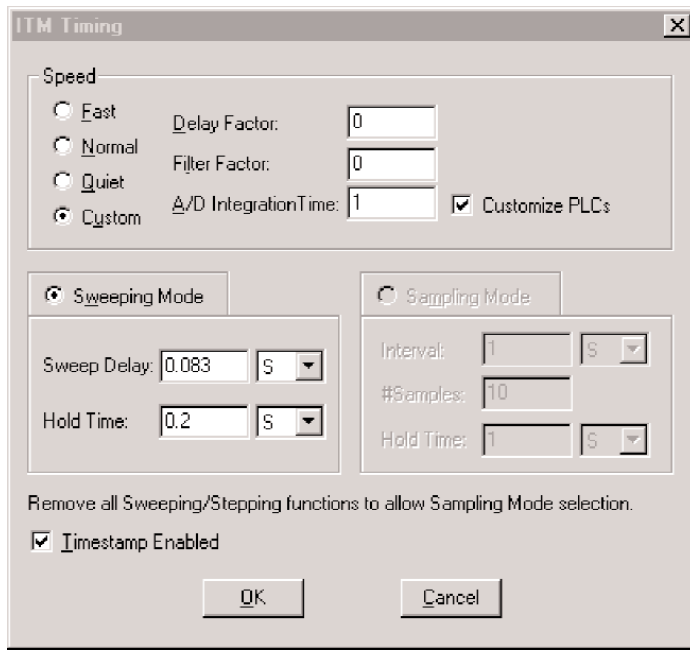 ITM Timing
Speed
Fast
Normal
Quiet
Custom
Delay Factor: 0
Filter Factor: 0
A/D IntegrationTime: 1
Customize PLCs
Sweeping Mode
Sweep Delay: 0.083 S
Hold Time: 0.2 S
Sampling Mode
Interval: 1 S
#Samples: 10
Hold Time: 1 S
Remove all Sweeping/Stepping functions to allow Sampling Mode selection.
Timestamp Enabled
OK Cancel